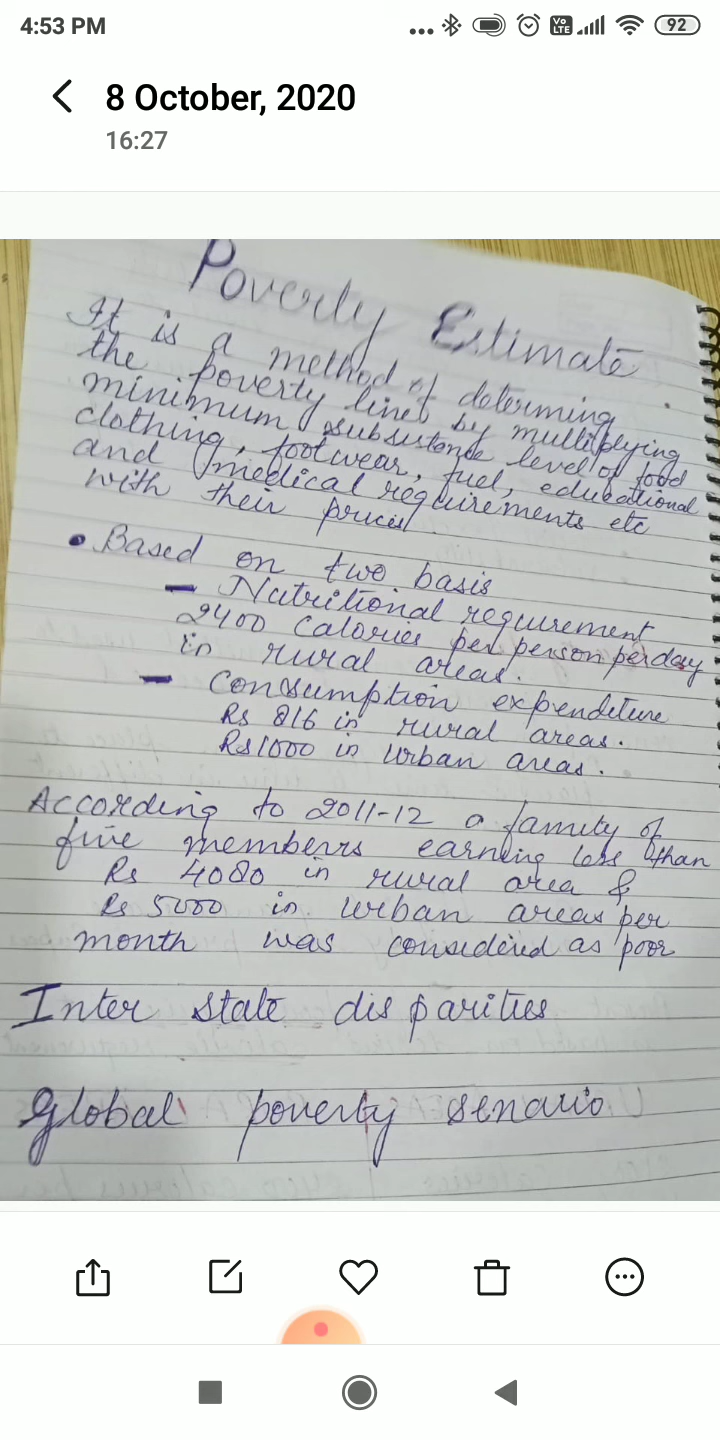 4:53 PM
Vo LTE
92
8 October, 2020
16:27
Poverty Estimate
It is a method of determing
the poverty lines by multiplying
minimum subsistence level of food
clothing, footwear, fuel, educational
and medical requirements etc
with their prices
• Based on two basis
– Nutritional requirement
2400 calories per person per day
in rural areas.
– Consumption expenditure
Rs 816 in rural areas.
Rs 1000 in urban areas.
According to 2011-12 a family of
five members earning less than
Rs 4080 in rural area &
Rs 5000 in urban areas per
month was considered as poor
Inter state disparities
Global poverty senario